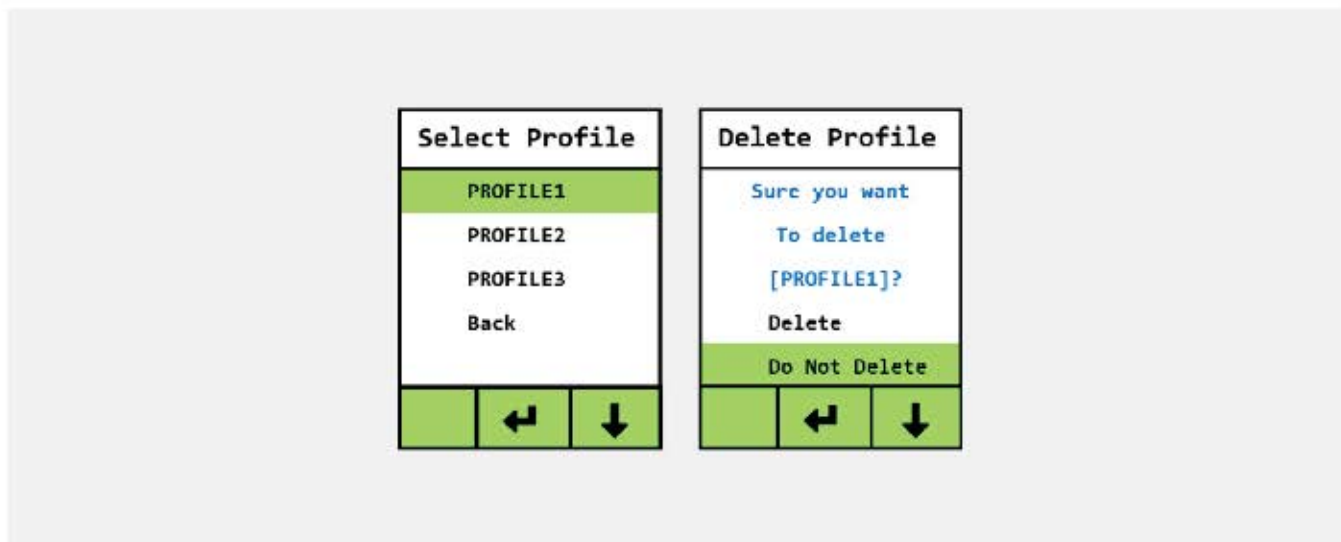 Select Profile
PROFILE1
PROFILE2
PROFILE3
Back
Delete Profile
Sure you want
To delete
[PROFILE1]?
Delete
Do Not Delete